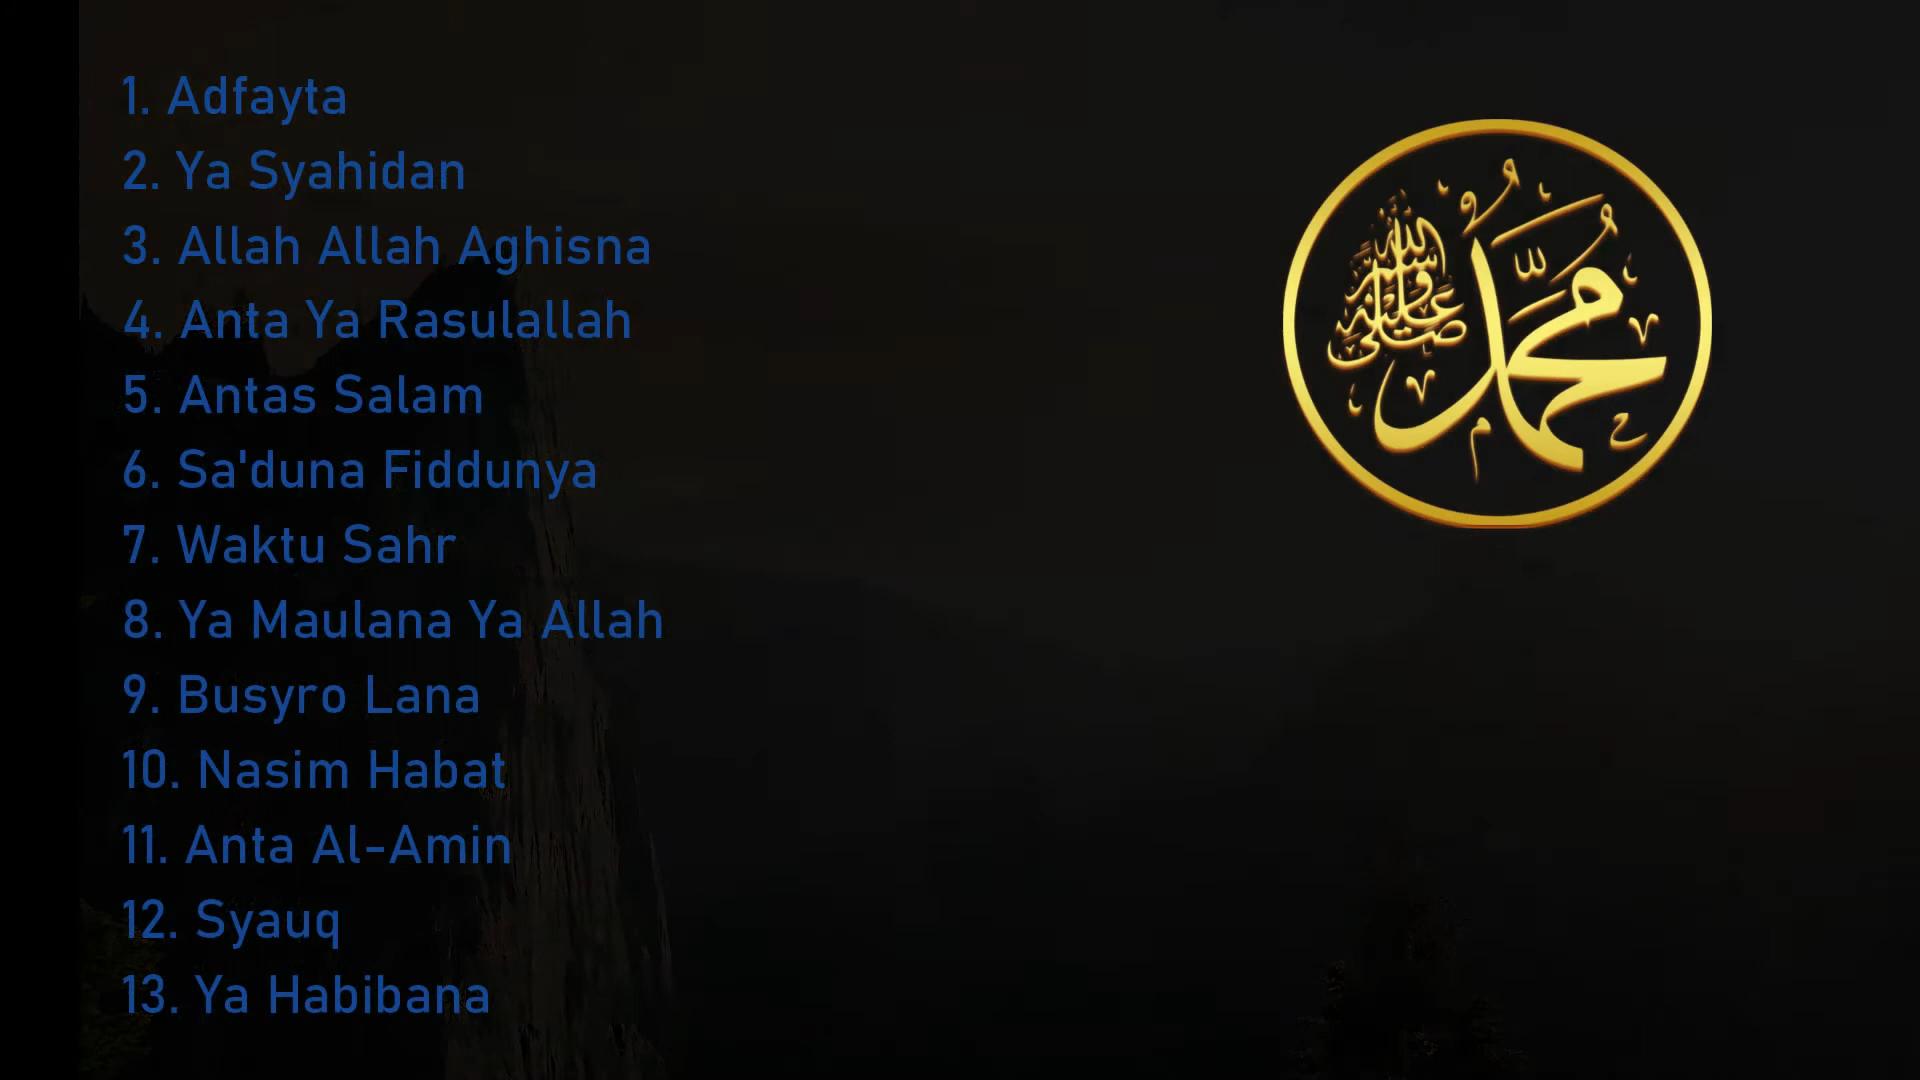 1. Adfayta
2. Ya Syahidan
3. Allah Allah Aghisna
4. Anta Ya Rasulallah
5. Antas Salam
6. Sa'duna Fiddunya
7. Waktu Sahr
8. Ya Maulana Ya Allah
9. Busyro Lana
10. Nasim Habat
11. Anta Al-Amin
12. Syauq
13. Ya Habibana
مُحَمَّدٌ
صلى الله عليه وسلم